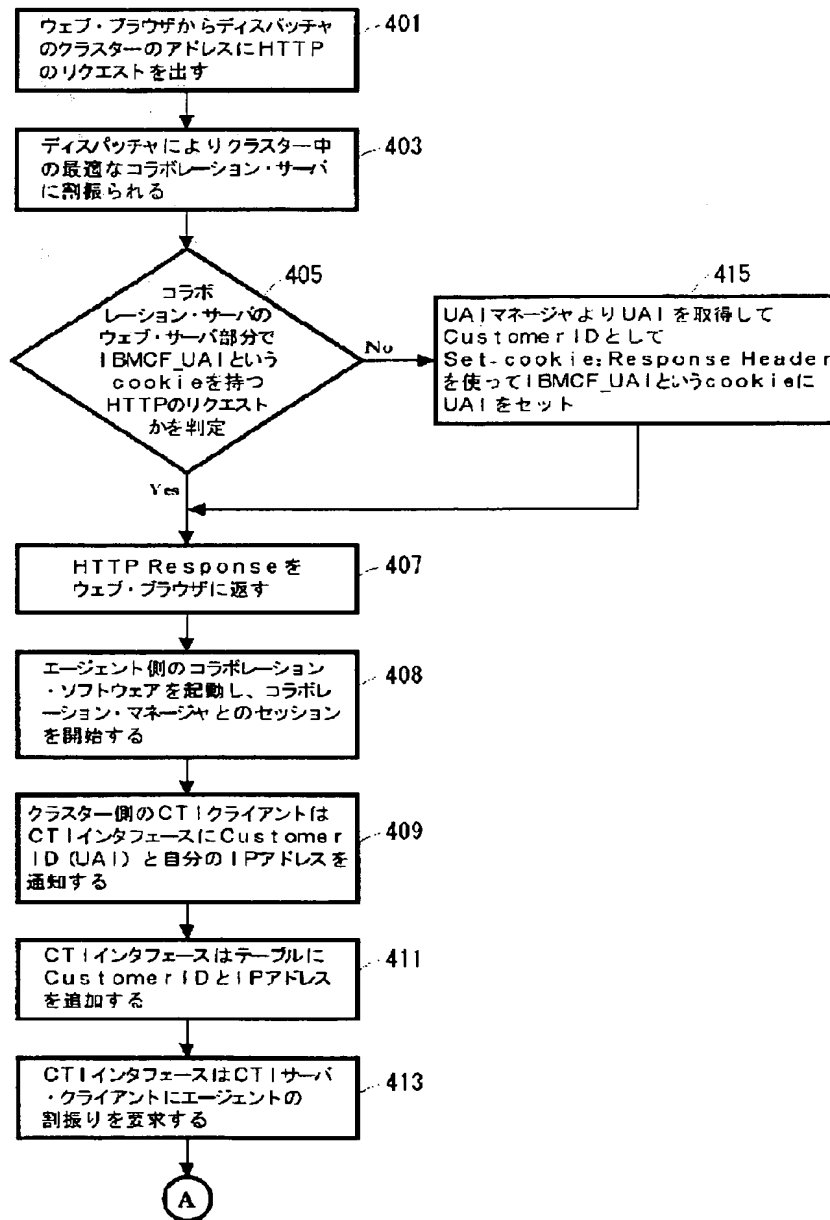 ウェブ・ブラウザからディスパッチャ
のクラスターのアドレスにHTTP
のリクエストを出す
401
ディスパッチャによりクラスター中
の最適なコラボレーション・サーバ
に割振られる
403
コラボ
レーション・サーバの
ウェブ・サーバ部分で
IBMCF_UAIという
cookieを持つ
HTTPのリクエスト
かを判定
405
No
Yes
415
UAIマネージャよりUAIを取得して
CustomerIDとして
Set-cookie:Response Header
を使ってIBMCF_UAIというcookieに
UAIをセット
HTTP Responseを
ウェブ・ブラウザに返す
407
エージェント側のコラボレーション
・ソフトウェアを起動し、コラボレ
ーション・マネージャとのセッション
を開始する
408
クラスター側のCTIクライアントは
CTIインタフェースにCustomer
ID(UAI)と自分のIPアドレスを
通知する
409
CTIインタフェースはテーブルに
CustomerIDとIPアドレス
を追加する
411
CTIインタフェースはCTIサーバ
・クライアントにエージェントの
割振りを要求する
413
A